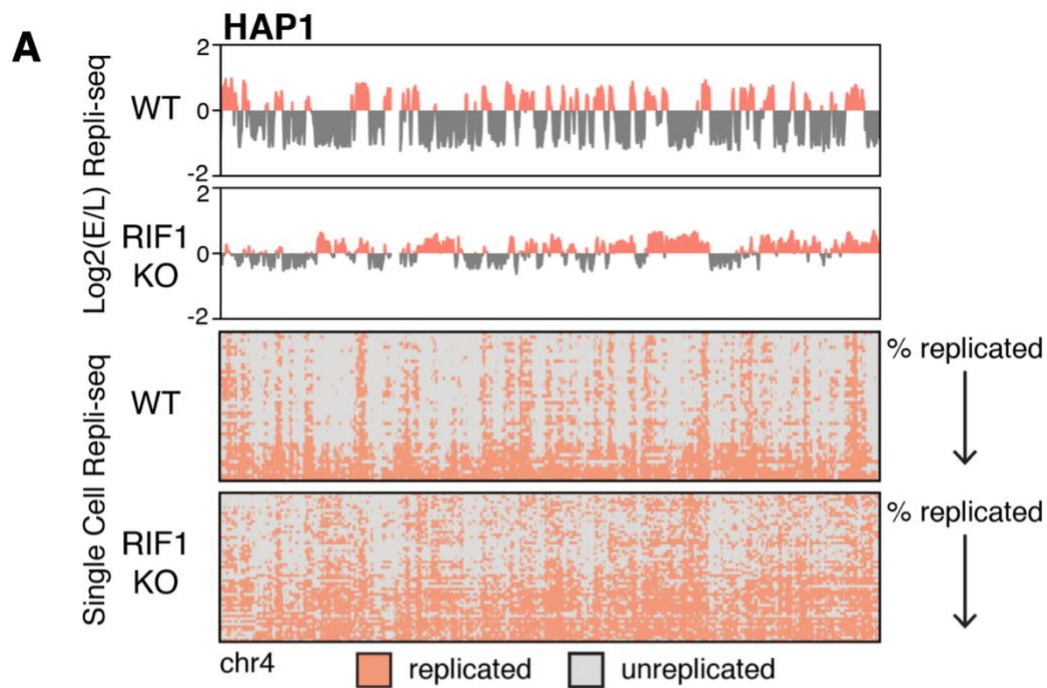 A
HAP1
Log2(E/L) Repli-seq
WT
2
0
-2
RIF1
KO
2
0
-2
Single Cell Repli-seq
WT
% replicated
RIF1
KO
% replicated
chr4
replicated
unreplicated